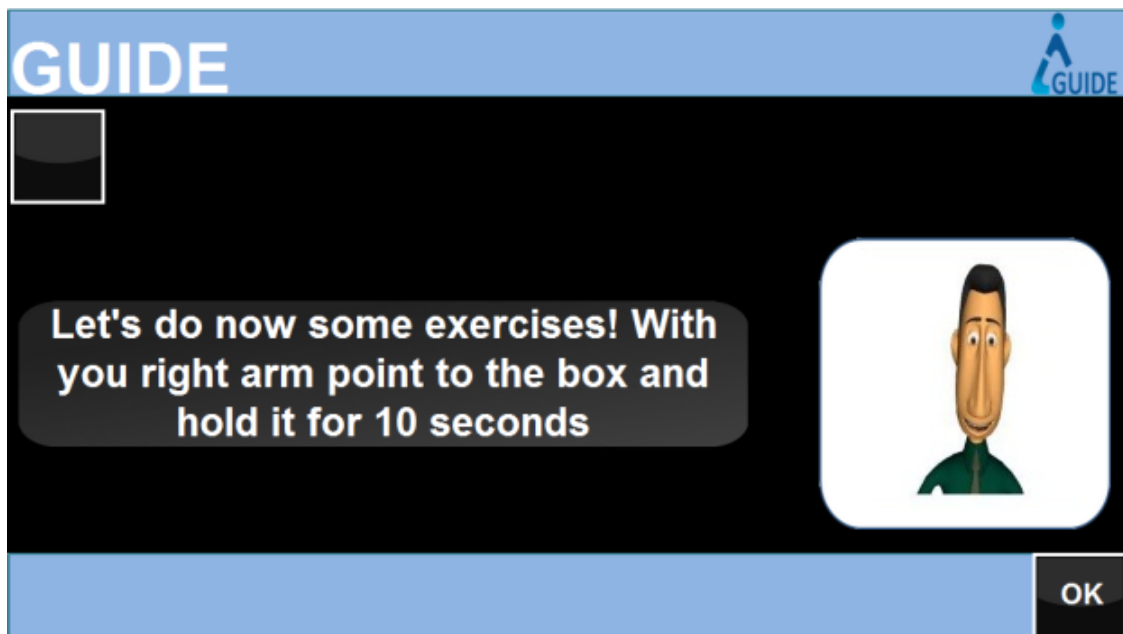 GUIDE
GUIDE
Let's do now some exercises! With
you right arm point to the box and
hold it for 10 seconds
OK